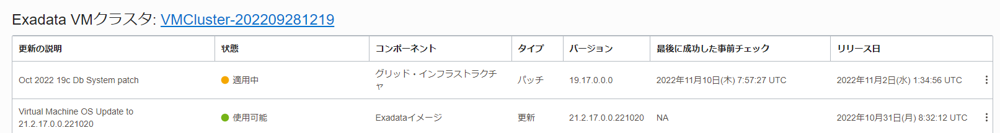 Exadata VMクラスタ: VMCluster-202209281219
更新の説明 状態 コンポーネント タイプ バージョン 最後に成功した事前チェック リリース日
Oct 2022 19c Db System patch 適用中 グリッド・インフラストラクチャ パッチ 19.17.0.0.0 2022年11月10日(木) 7:57:27 UTC 2022年11月2日(水) 1:34:56 UTC
Virtual Machine OS Update to 21.2.17.0.0.221020 使用可能 Exadataイメージ 更新 21.2.17.0.0.221020 NA 2022年10月31日(月) 8:32:12 UTC